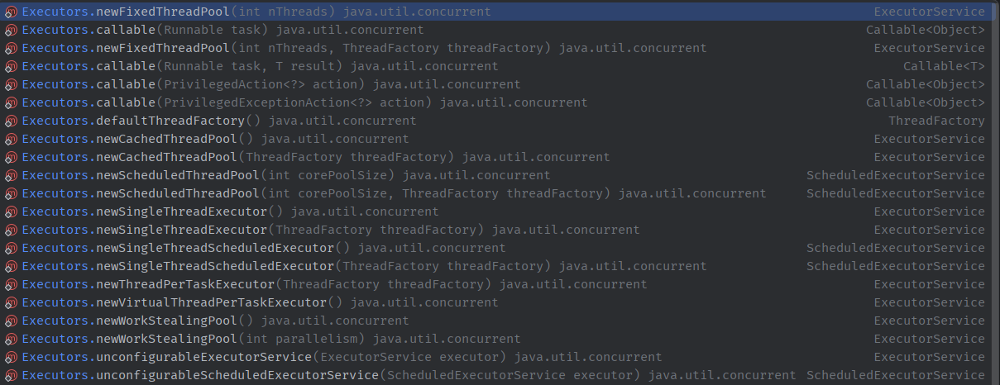 Executors.newFixedThreadPool(int nThreads) java.util.concurrent ExecutorService
Executors.callable(Runnable task) java.util.concurrent Callable<Object>
Executors.newFixedThreadPool(int nThreads, ThreadFactory threadFactory) java.util.concurrent ExecutorService
Executors.callable(Runnable task, T result) java.util.concurrent Callable<T>
Executors.callable(PrivilegedAction<?> action) java.util.concurrent Callable<Object>
Executors.callable(PrivilegedExceptionAction<?> action) java.util.concurrent Callable<Object>
Executors.defaultThreadFactory() java.util.concurrent ThreadFactory
Executors.newCachedThreadPool() java.util.concurrent ExecutorService
Executors.newCachedThreadPool(ThreadFactory threadFactory) java.util.concurrent ExecutorService
Executors.newScheduledThreadPool(int corePoolSize) java.util.concurrent ScheduledExecutorService
Executors.newScheduledThreadPool(int corePoolSize, ThreadFactory threadFactory) java.util.concurrent ScheduledExecutorService
Executors.newSingleThreadExecutor() java.util.concurrent ExecutorService
Executors.newSingleThreadExecutor(ThreadFactory threadFactory) java.util.concurrent ExecutorService
Executors.newSingleThreadScheduledExecutor() java.util.concurrent ScheduledExecutorService
Executors.newSingleThreadScheduledExecutor(ThreadFactory threadFactory) java.util.concurrent ScheduledExecutorService
Executors.newThreadPerTaskExecutor(ThreadFactory threadFactory) java.util.concurrent ExecutorService
Executors.newVirtualThreadPerTaskExecutor() java.util.concurrent ExecutorService
Executors.newWorkStealingPool() java.util.concurrent ExecutorService
Executors.newWorkStealingPool(int parallelism) java.util.concurrent ExecutorService
Executors.unconfigurableExecutorService(ExecutorService executor) java.util.concurrent ExecutorService
Executors.unconfigurableScheduledExecutorService(ScheduledExecutorService executor) java.util.concurrent ScheduledExecutorService